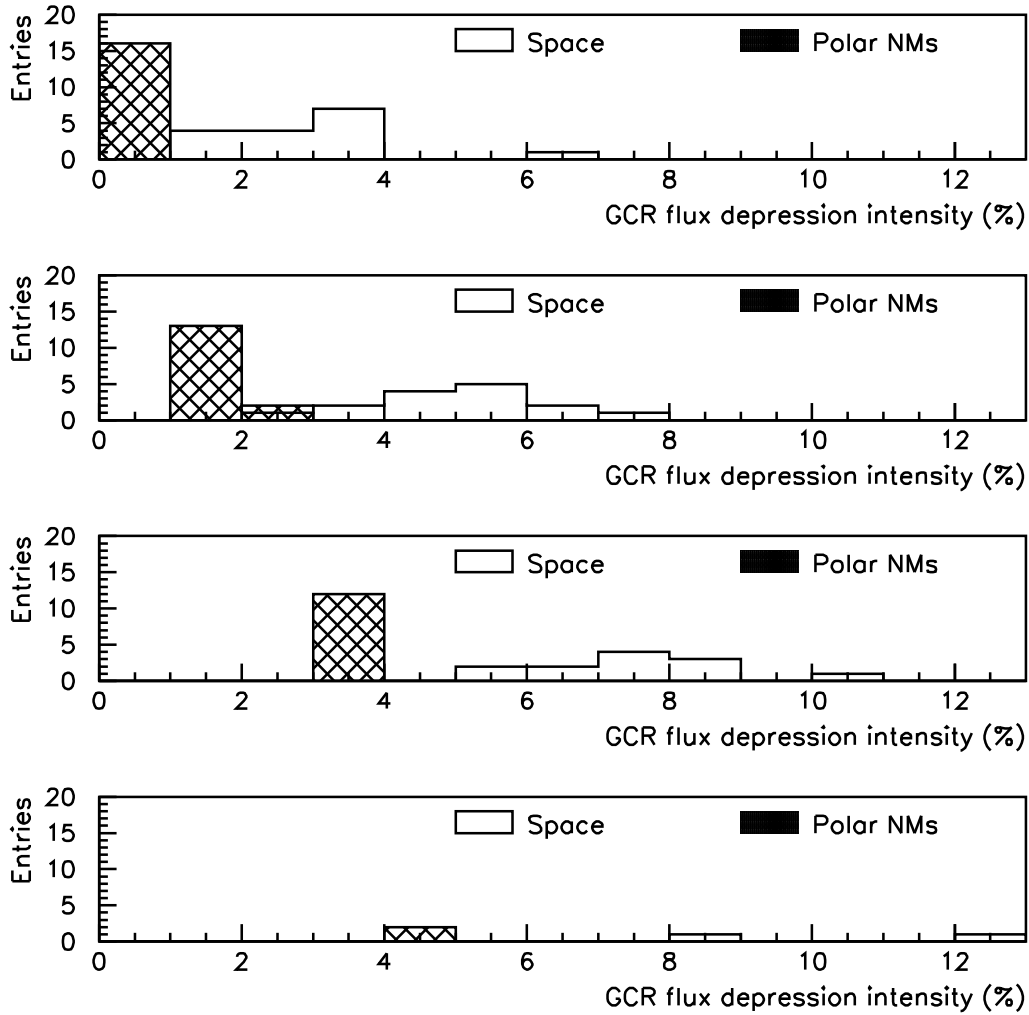 Entries
20
15
10
5
0
Space
Polar NMs
0 2 4 6 8 10 12
GCR flux depression intensity (%)
Entries
20
15
10
5
0
Space
Polar NMs
0 2 4 6 8 10 12
GCR flux depression intensity (%)
Entries
20
15
10
5
0
Space
Polar NMs
0 2 4 6 8 10 12
GCR flux depression intensity (%)
Entries
20
15
10
5
0
Space
Polar NMs
0 2 4 6 8 10 12
GCR flux depression intensity (%)